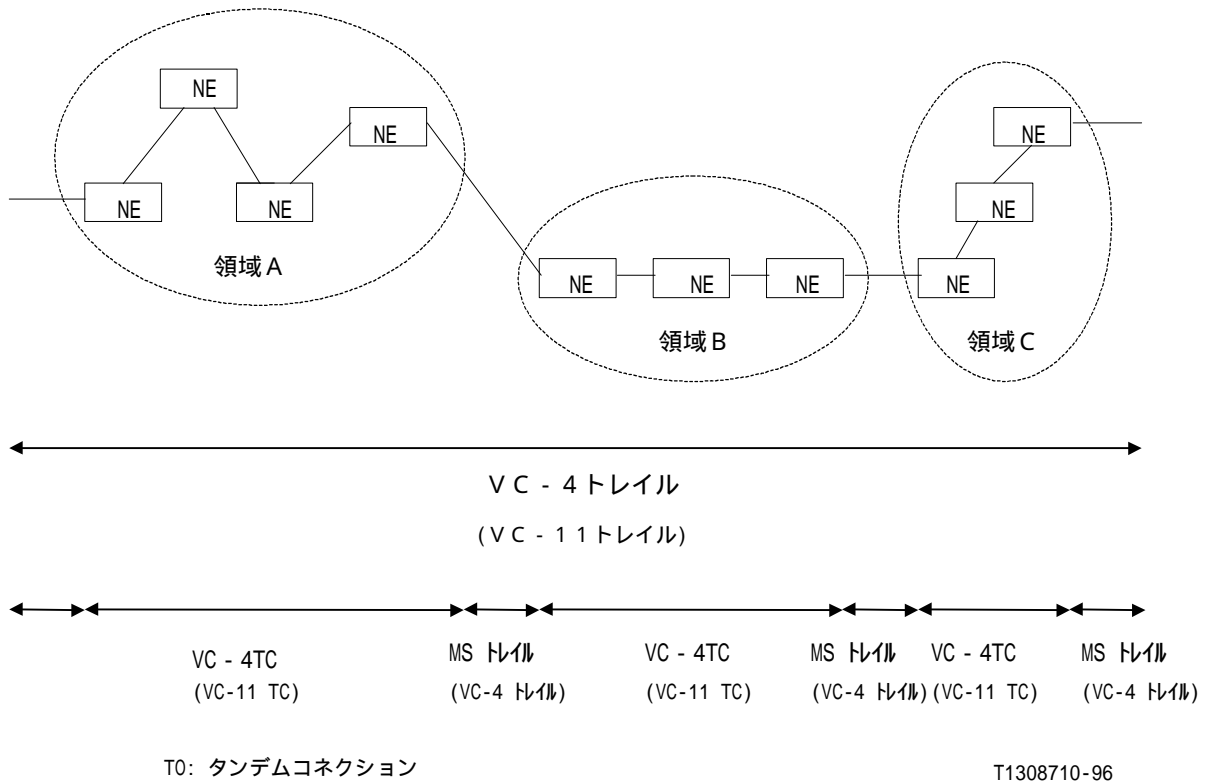 NE
NE
NE
NE
領域A
NE
NE
NE
領域B
NE
NE
NE
領域C
VC-4トレイル
(VC-11トレイル)
VC-4TC
(VC-11 TC)
MS トレイル
(VC-4 トレイル)
VC-4TC
(VC-11 TC)
MS トレイル
(VC-4 トレイル)
VC-4TC
(VC-11 TC)
MS トレイル
(VC-4 トレイル)
T0: タンデムコネクション
T1308710-96